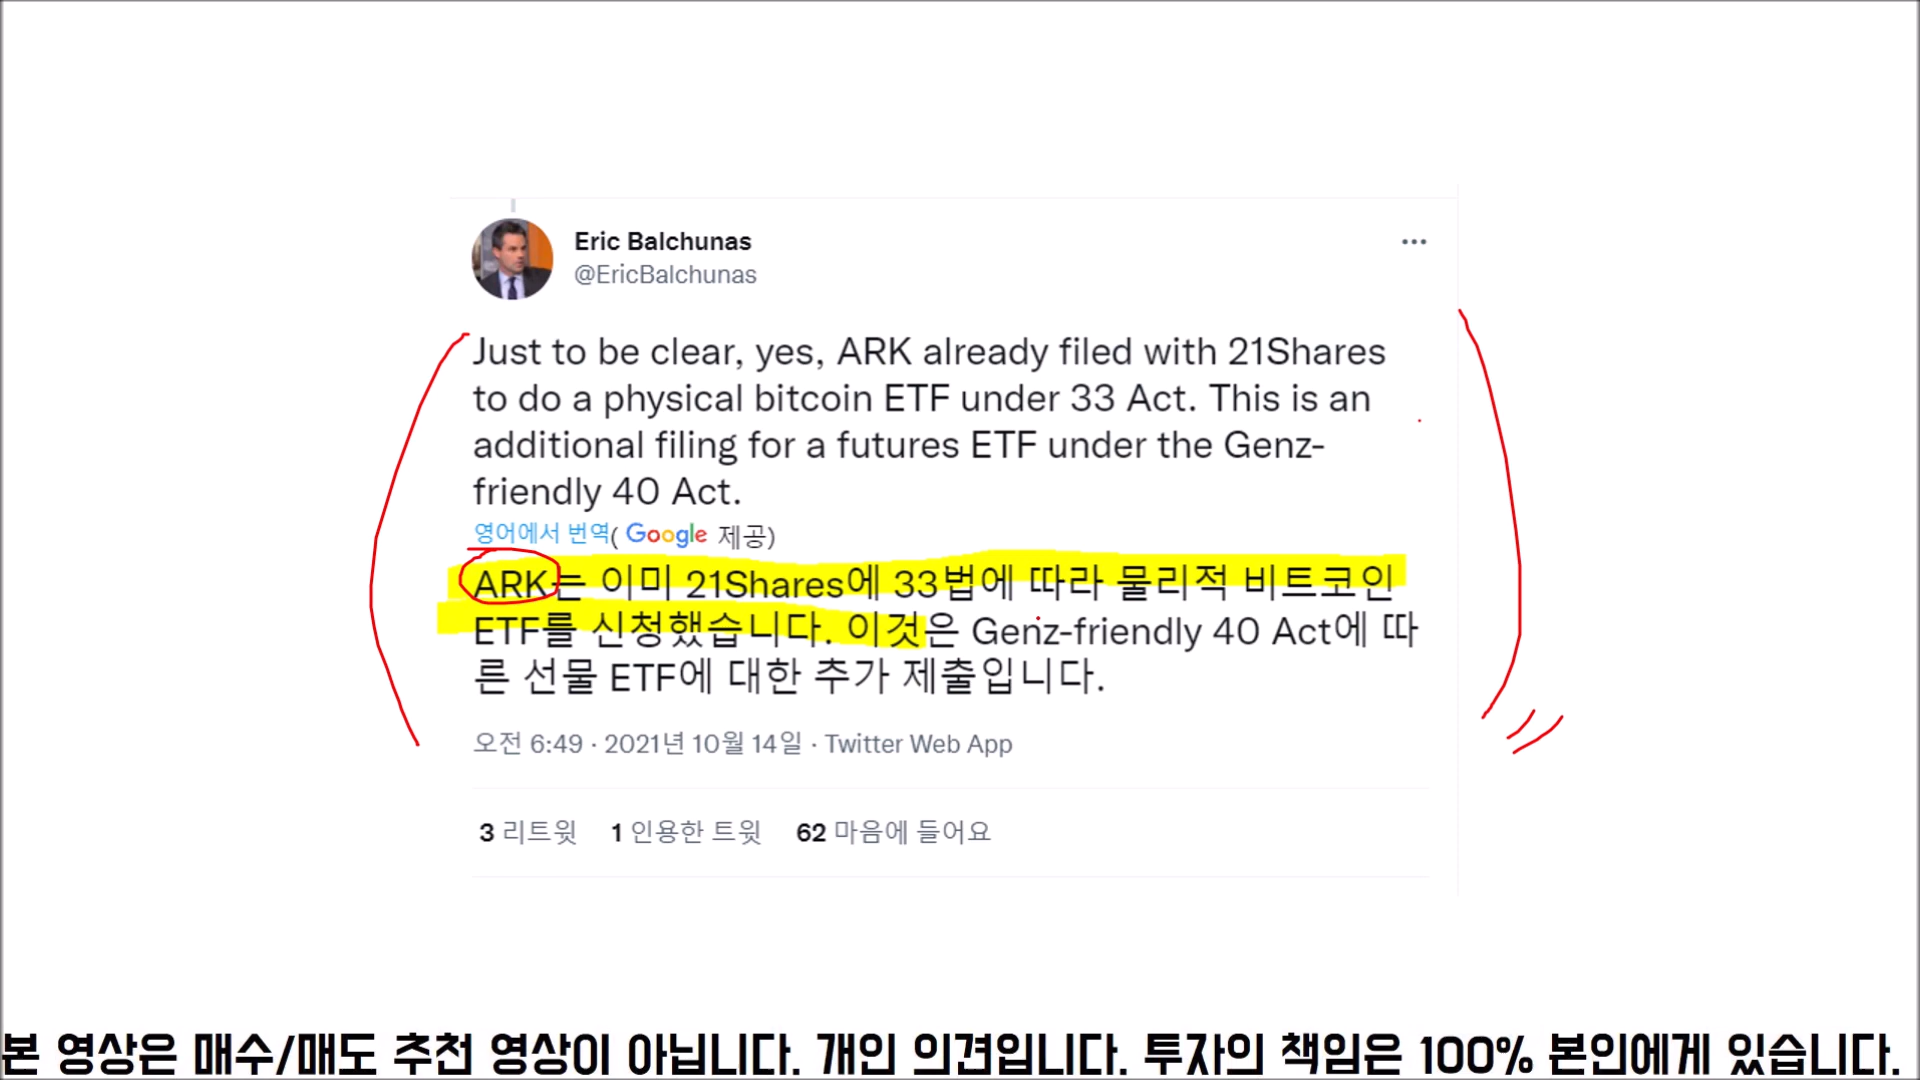 Eric Balchunas
@EricBalchunas
Just to be clear, yes, ARK already filed with 21Shares
to do a physical bitcoin ETF under 33 Act. This is an
additional filing for a futures ETF under the Genz-
friendly 40 Act.
영어에서 번역( Google 제공)
ARK는 이미 21Shares에 33법에 따라 물리적 비트코인
ETF를 신청했습니다. 이것은 Genz-friendly 40 Act에 따
른 선물 ETF에 대한 추가 제출입니다.
오전 6:49 · 2021년 10월 14일 · Twitter Web App
3 리트윗 1 인용한 트윗 62 마음에 들어요
본 영상은 매수/매도 추천 영상이 아닙니다. 개인 의견입니다. 투자의 책임은 100% 본인에게 있습니다.